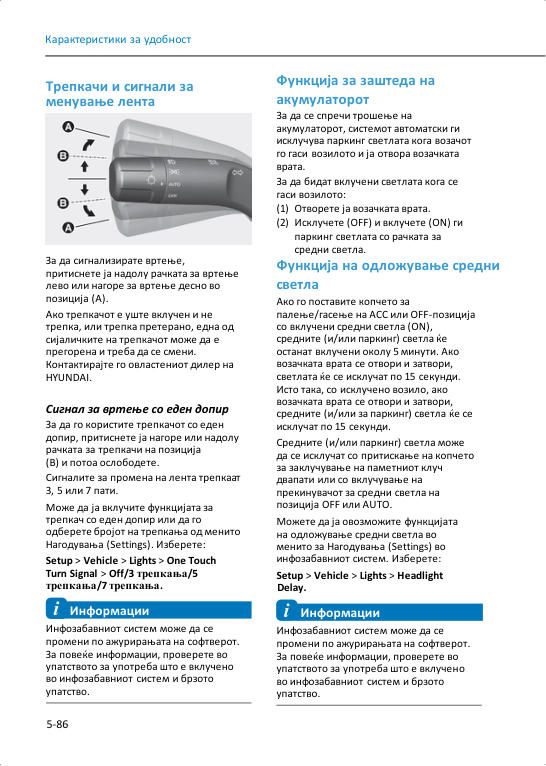 Карактеристики за удобност
Трепкачи и сигнали за
менување лента
A
B
B
A
AUTO
OFF
За да сигнализирате вртење,
притиснете ја надолу рачката за вртење
лево или нагоре за вртење десно во
позиција (A).
Ако трепкачот е уште вклучен и не
трепка, или трепка претерано, една од
сијаличките на трепкачот може да е
прегорена и треба да се смени.
Контактирајте го овластениот дилер на
HYUNDAI.
Сигнал за вртење со еден допир
За да го користите трепкачот со еден
допир, притиснете ја нагоре или надолу
рачката за трепкачи на позиција
(B) и потоа ослободете.
Сигналите за промена на лента трепкаат
3, 5 или 7 пати.
Може да ја вклучите функцијата за
трепкач со еден допир или да го
одберете бројот на трепкања од менито
Нагодувања (Settings). Изберете:
Setup > Vehicle > Lights > One Touch
Turn Signal > Off/3 трепкања/5
трепкања/7 трепкања.
i Информации
Инфозабавниот систем може да се
промени по ажурирањата на софтверот.
За повеќе информации, проверете во
упатството за употреба што е вклучено
во инфозабавниот систем и брзото
упатство.
Функција за заштеда на
акумулаторот
За да се спречи трошење на
акумулаторот, системот автоматски ги
исклучува паркинг светлата кога возачот
го гаси возилото и ја отвора возачката
врата.
За да бидат вклучени светлата кога се
гаси возилото:
(1) Отворете ја возачката врата.
(2) Исклучете (OFF) и вклучете (ON) ги
паркинг светлата со рачката за
средни светла.
Функција на одложување средни
светла
Ако го поставите копчето за
палење/гасење на ACC или OFF-позиција
со вклучени средни светла (ON),
средните (и/или паркинг) светла ќе
останат вклучени околу 5 минути. Ако
возачката врата се отвори и затвори,
светлата ќе се исклучат по 15 секунди.
Исто така, со исклучено возило, ако
возачката врата се отвори и затвори,
средните (и/или за паркинг) светла ќе се
исклучат по 15 секунди.
Средните (и/или паркинг) светла може
да се исклучат со притискање на копчето
за заклучување на паметниот клуч
двапати или со вклучување на
прекинувачот за средни светла на
позиција OFF или AUTO.
Можете да ја овозможите функцијата
на одложување средни светла во
менито за Нагодувања (Settings) во
инфозабавниот систем. Изберете:
Setup > Vehicle > Lights > Headlight
Delay.
i Информации
Инфозабавниот систем може да се
промени по ажурирањата на софтверот.
За повеќе информации, проверете во
упатството за употреба што е вклучено
во инфозабавниот систем и брзото
упатство.
5-86